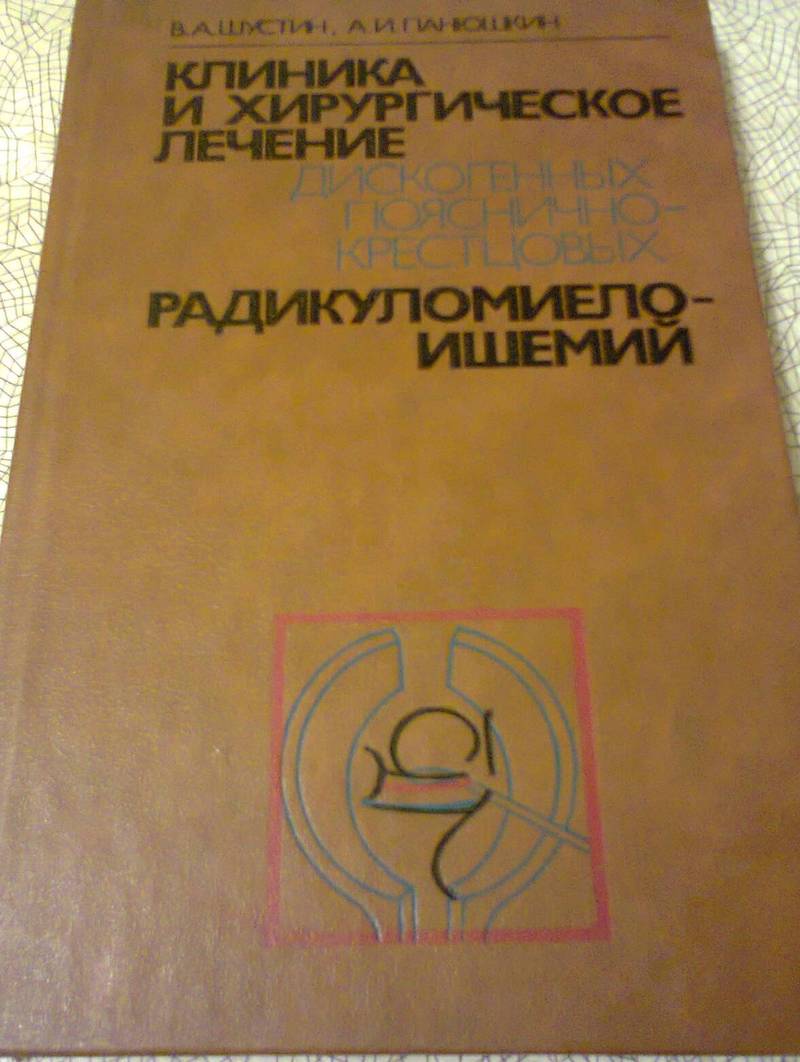 В.А.ШУСТИН, А.И.ПАНЮШКИН
КЛИНИКА
И ХИРУРГИЧЕСКОЕ
ЛЕЧЕНИЕ
ДИСКОГЕННЫХ
ПОЯСНИЧНО-
КРЕСТЦОВЫХ
РАДИКУЛОМИЕЛО-
ИШЕМИЙ